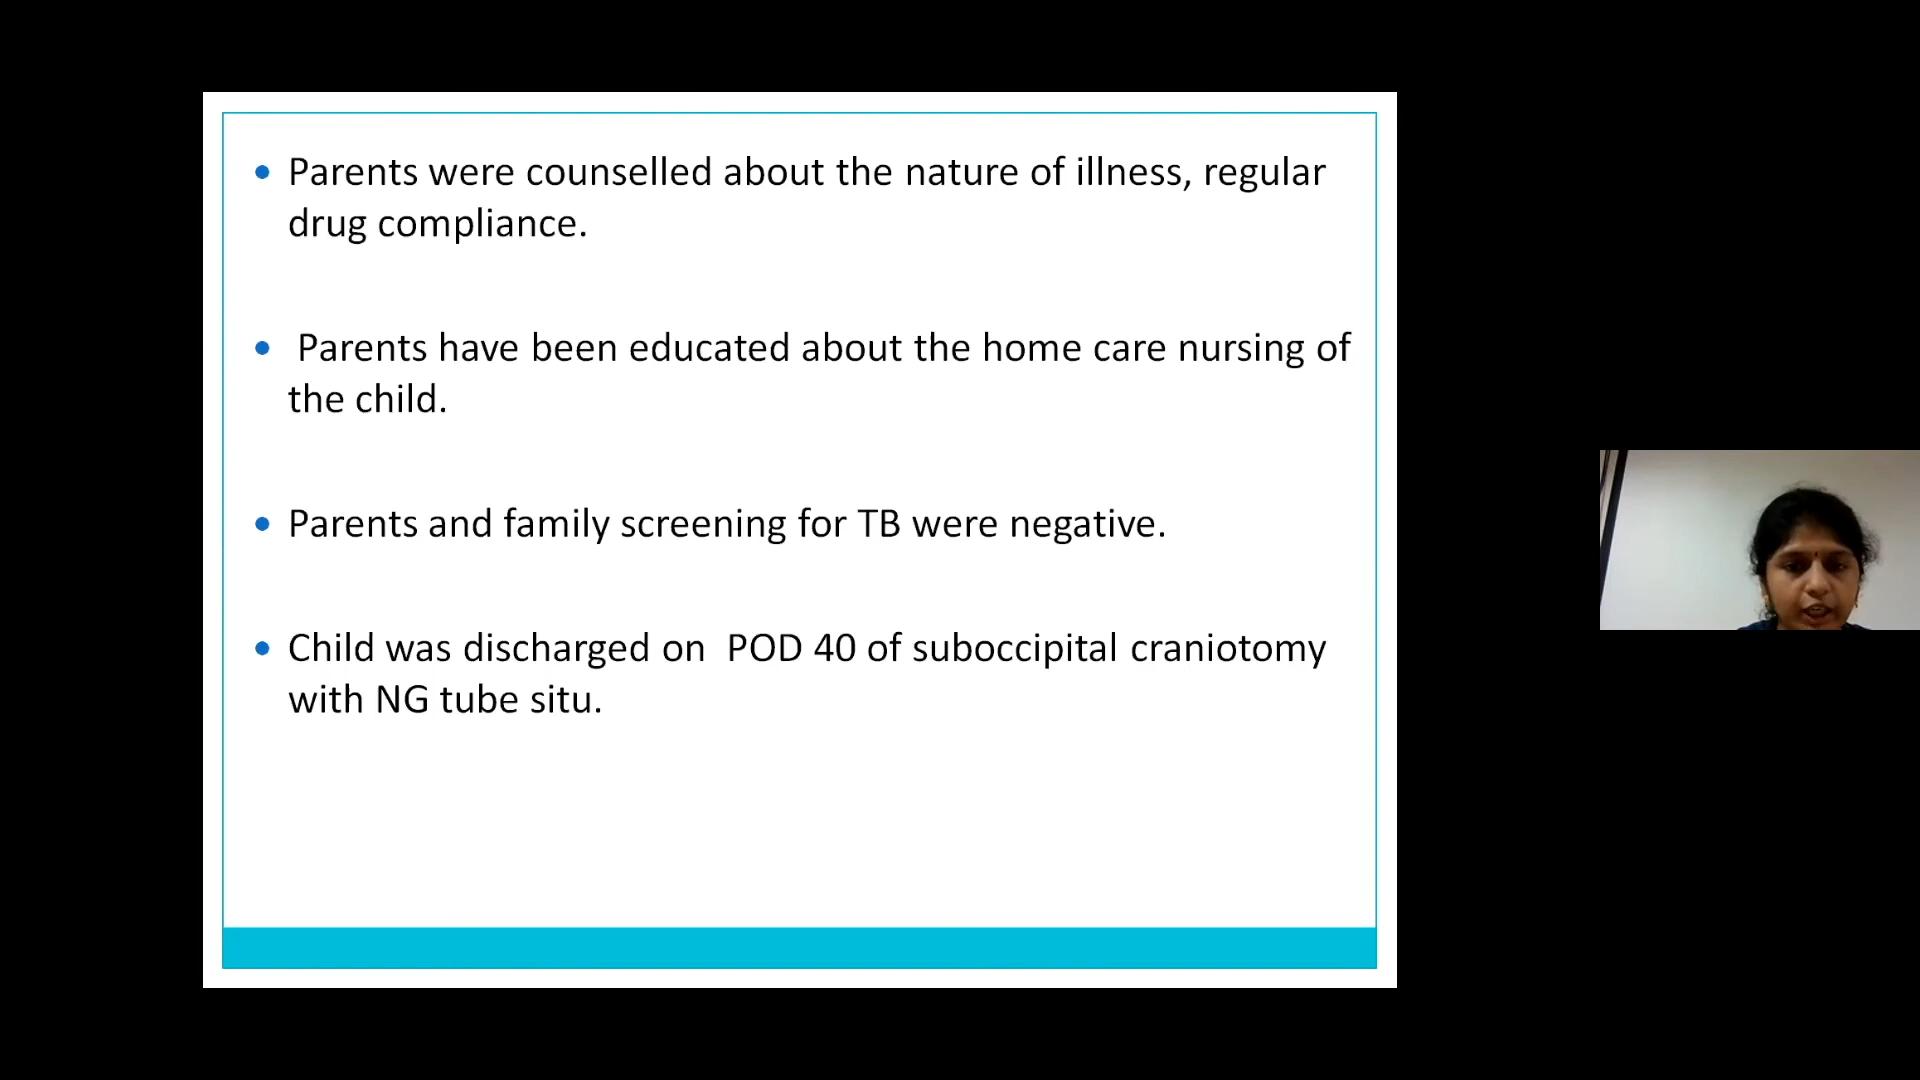 Parents were counselled about the nature of illness, regular
drug compliance.
Parents have been educated about the home care nursing of
the child.
Parents and family screening for TB were negative.
Child was discharged on POD 40 of suboccipital craniotomy
with NG tube situ.